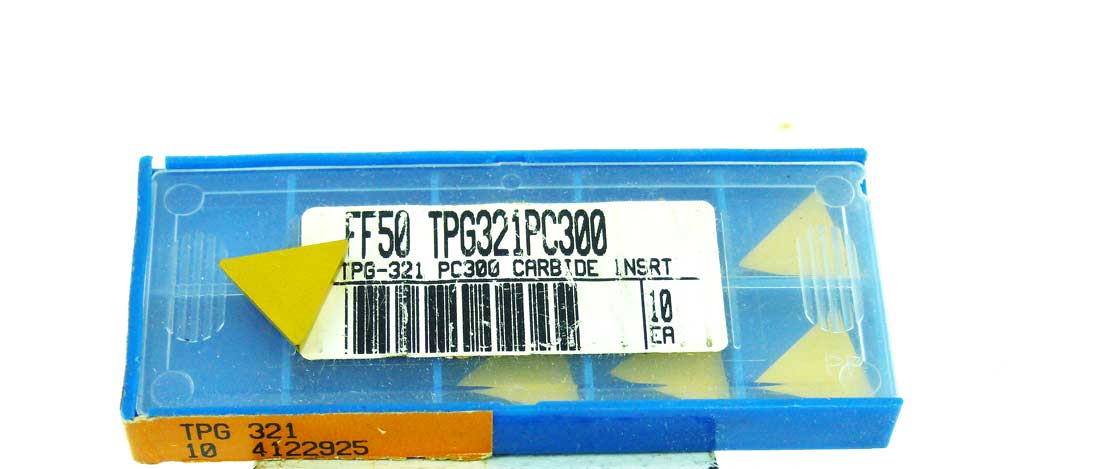 FF50 TPG321PC300
TPG-321 PC300 CARBIDE INSRT
10
EA
TPG 321
10 4122925